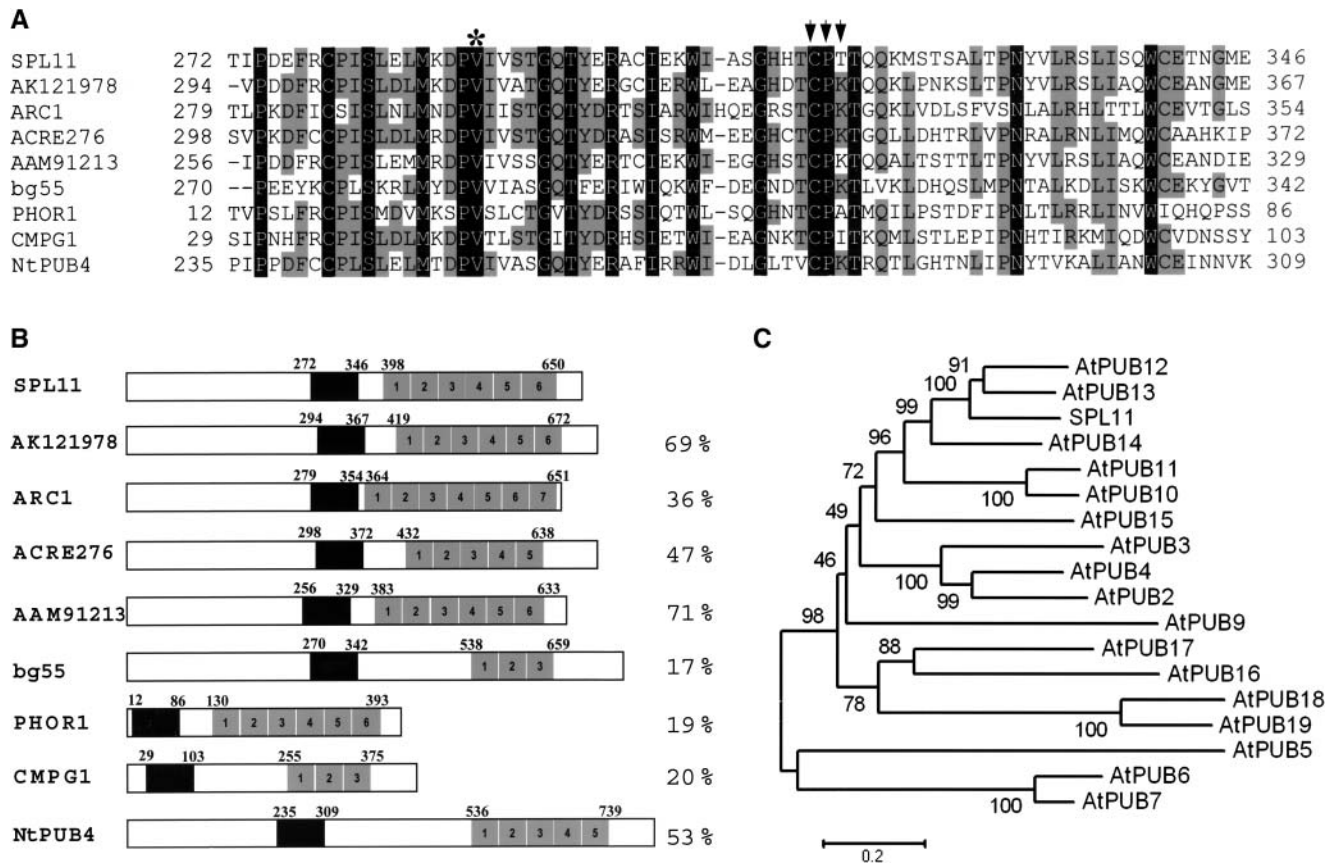 A
*
SPL11 272 TIPDEFRCPISLELMKDPVIVSTGQTYERACIEKWI-ASGHHTCPTTQQKMSTSALTPNYVLRSLISQWCETNGME 346
AK121978 294 -VPDDFRCPISLDLMKDPVIVATGQTYERGCIERWL-EAGHDTCPKTQQKLPNKSLTPNYVLRSLIAQWCEANGME 367
ARC1 279 TLPKDFICSISLNLMNDPVIVSTGQTYDRTSIARWIHQEGRSTCPKTGQKLVDLSFVSNLALRHLTTLWCEVTGLS 354
ACRE276 298 SVPKDFCCPISLDLMRDPVIVSTGQTYDRASISRWM-EEGHCTCPKTGQLLDHTRLVPNRALRNLIMQWCAAHKIP 372
AAM91213 256 -IPDDFRCPISLEMMRDPVIVSSGQTYERTCIEKWI-EGGHSTCPKTQQALTSTTLTPNYVLRSLIAQWCEANDIE 329
bg55 270 --PEEYKCPLSKRLMYDPVVIASGQTFERIWIQKWF-DEGNDTCPKTLVKLDHQSLMPNTALKDLISKWCEKYGVT 342
PHOR1 12 TVPSLFRCPISMDVMKSPVSLCTGVTYDRSSIQTWL-SQGHNTCPATMQILPSTDFIPNLTLRRLINVWIQHQPSS 86
CMPG1 29 SIPNHFRCPISLDLMKDPVTLSTGITYDRHSIETWI-EAGNKTCPITKQMLSTLEPIPNHTIRKMIQDWCVDNSSY 103
NtPUB4 235 PIPPDFCCPLSLELMTDPVIVASGQTYERAFIRRWI-DLGLTVCPKTRQTLGHTNLIPNYTVKALIANWCEINNVK 309
B
272 346 398 650
SPL11 1 2 3 4 5 6
294 367 419 672
AK121978 1 2 3 4 5 6 69 %
279 354 364 651
ARC1 1 2 3 4 5 6 7 36 %
298 372 432 638
ACRE276 1 2 3 4 5 47 %
256 329 383 633
AAM91213 1 2 3 4 5 6 71 %
270 342 538 659
bg55 1 2 3 17 %
12 86 130 393
PHOR1 1 2 3 4 5 6 19 %
29 103 255 375
CMPG1 1 2 3 20 %
235 309 536 739
NtPUB4 1 2 3 4 5 53 %
C
91 AtPUB12
100 AtPUB13
99 SPL11
96 AtPUB14
72 AtPUB11
100 AtPUB10
49 AtPUB15
46 AtPUB3
100 AtPUB4
99 AtPUB2
98 AtPUB9
88 AtPUB17
78 AtPUB16
AtPUB18
100 AtPUB19
AtPUB5
AtPUB6
100 AtPUB7
0.2